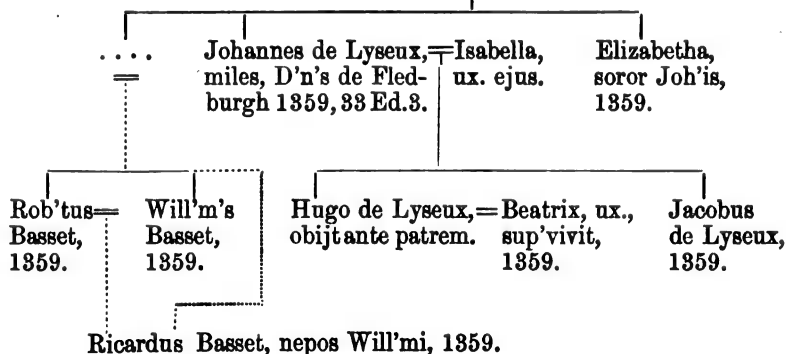 . . . .
Johannes de Lyseux,
miles, D'n's de Fled-
burgh 1359, 33 Ed.3.
Isabella,
ux. ejus.
Elizabetha,
soror Joh'is,
1359.
Rob'tus
Basset,
1359.
Will'm's
Basset,
1359.
Hugo de Lyseux,
obijt ante patrem.
Beatrix, ux.,
sup'vivit,
1359.
Jacobus
de Lyseux,
1359.
Ricardus Basset, nepos Will'mi, 1359.